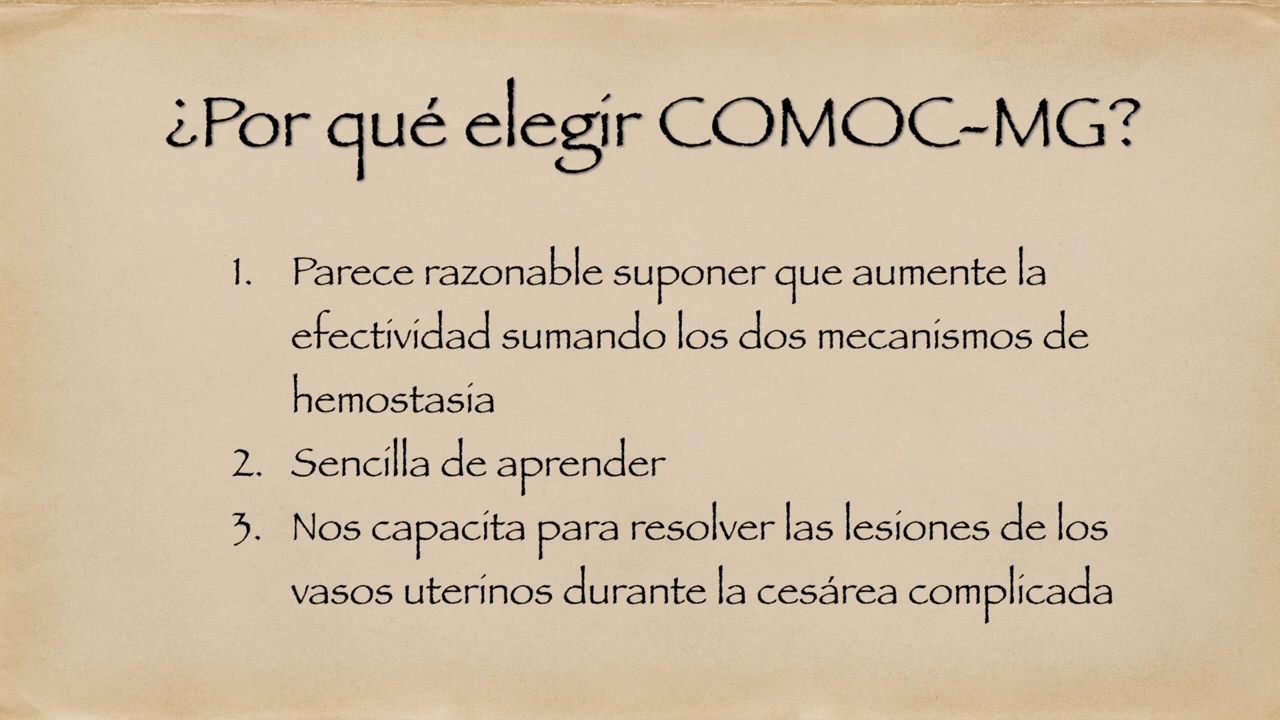 ¿Por qué elegir COMOC-MG?
1. Parece razonable suponer que aumente la
efectividad sumando los dos mecanismos de
hemostasia
2. Sencilla de aprender
3. Nos capacita para resolver las lesiones de los
vasos uterinos durante la cesárea complicada